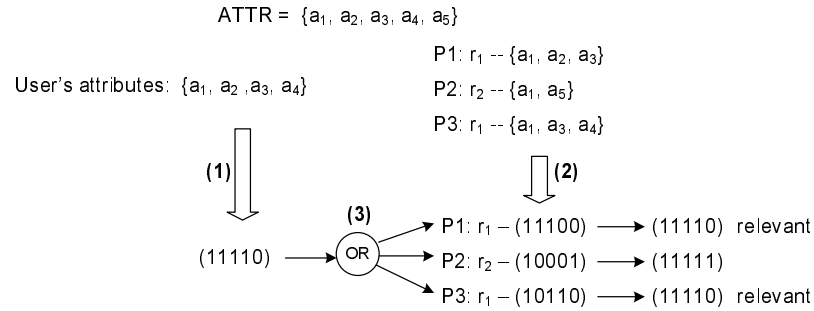 ATTR = {a₁, a₂, a₃, a₄, a₅}
P1: r₁ -- {a₁, a₂, a₃}
User's attributes: {a₁, a₂ ,a₃, a₄}
P2: r₂ -- {a₁, a₅}
P3: r₁ -- {a₁, a₃, a₄}
(1)
(2)
(3)
P1: r₁ – (11100) → (11110) relevant
(11110) → OR
P2: r₂ – (10001) → (11111)
P3: r₁ – (10110) → (11110) relevant